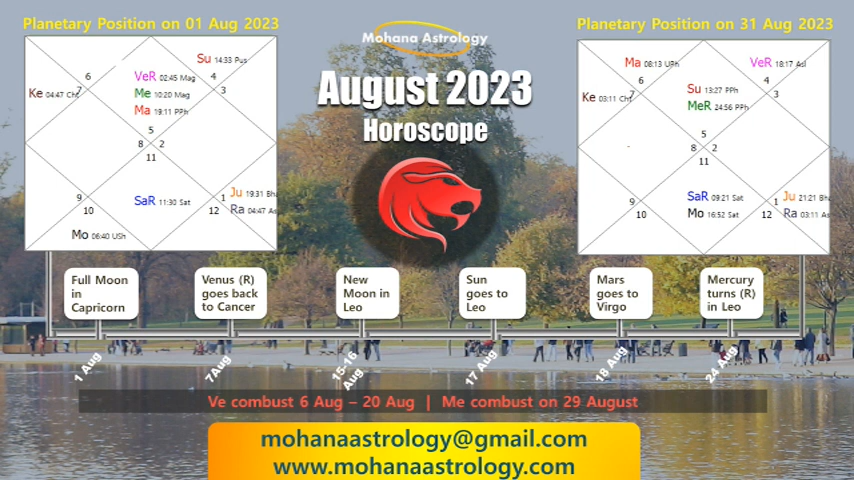 Planetary Position on 01 Aug 2023
Mohana Astrology
Planetary Position on 31 Aug 2023
August 2023
Horoscope
Su 14:33 Pus
6
VeR 02:45 Mag
4
Ke 04:47 Cht
7
Me 10:20 Mag
3
Ma 19:11 PPh
5
8 2
11
9
SaR 11:30 Sat
1
Ju 19:31 Bha
10
12
Ra 04:47 As
Mo 06:40 USh
Ma 08:13 UPh
VeR 18:17 Asl
6
4
Su 13:27 PPh
Ke 03:11 Cht
7
3
MeR 24:56 PPh
5
8 2
11
9
SaR 09:21 Sat
1
Ju 21:21 Bha
10
Mo 16:52 Sat
12
Ra 03:11 As
Full Moon
in
Capricorn
Venus (R)
goes back
to Cancer
New
Moon in
Leo
Sun
goes to
Leo
Mars
goes to
Virgo
Mercury
turns (R)
in Leo
1 Aug
7Aug
15-16
Aug
17 Aug
18 Aug
24 Aug
Ve combust 6 Aug – 20 Aug | Me combust on 29 August
mohanaastrology@gmail.com
www.mohanaastrology.com